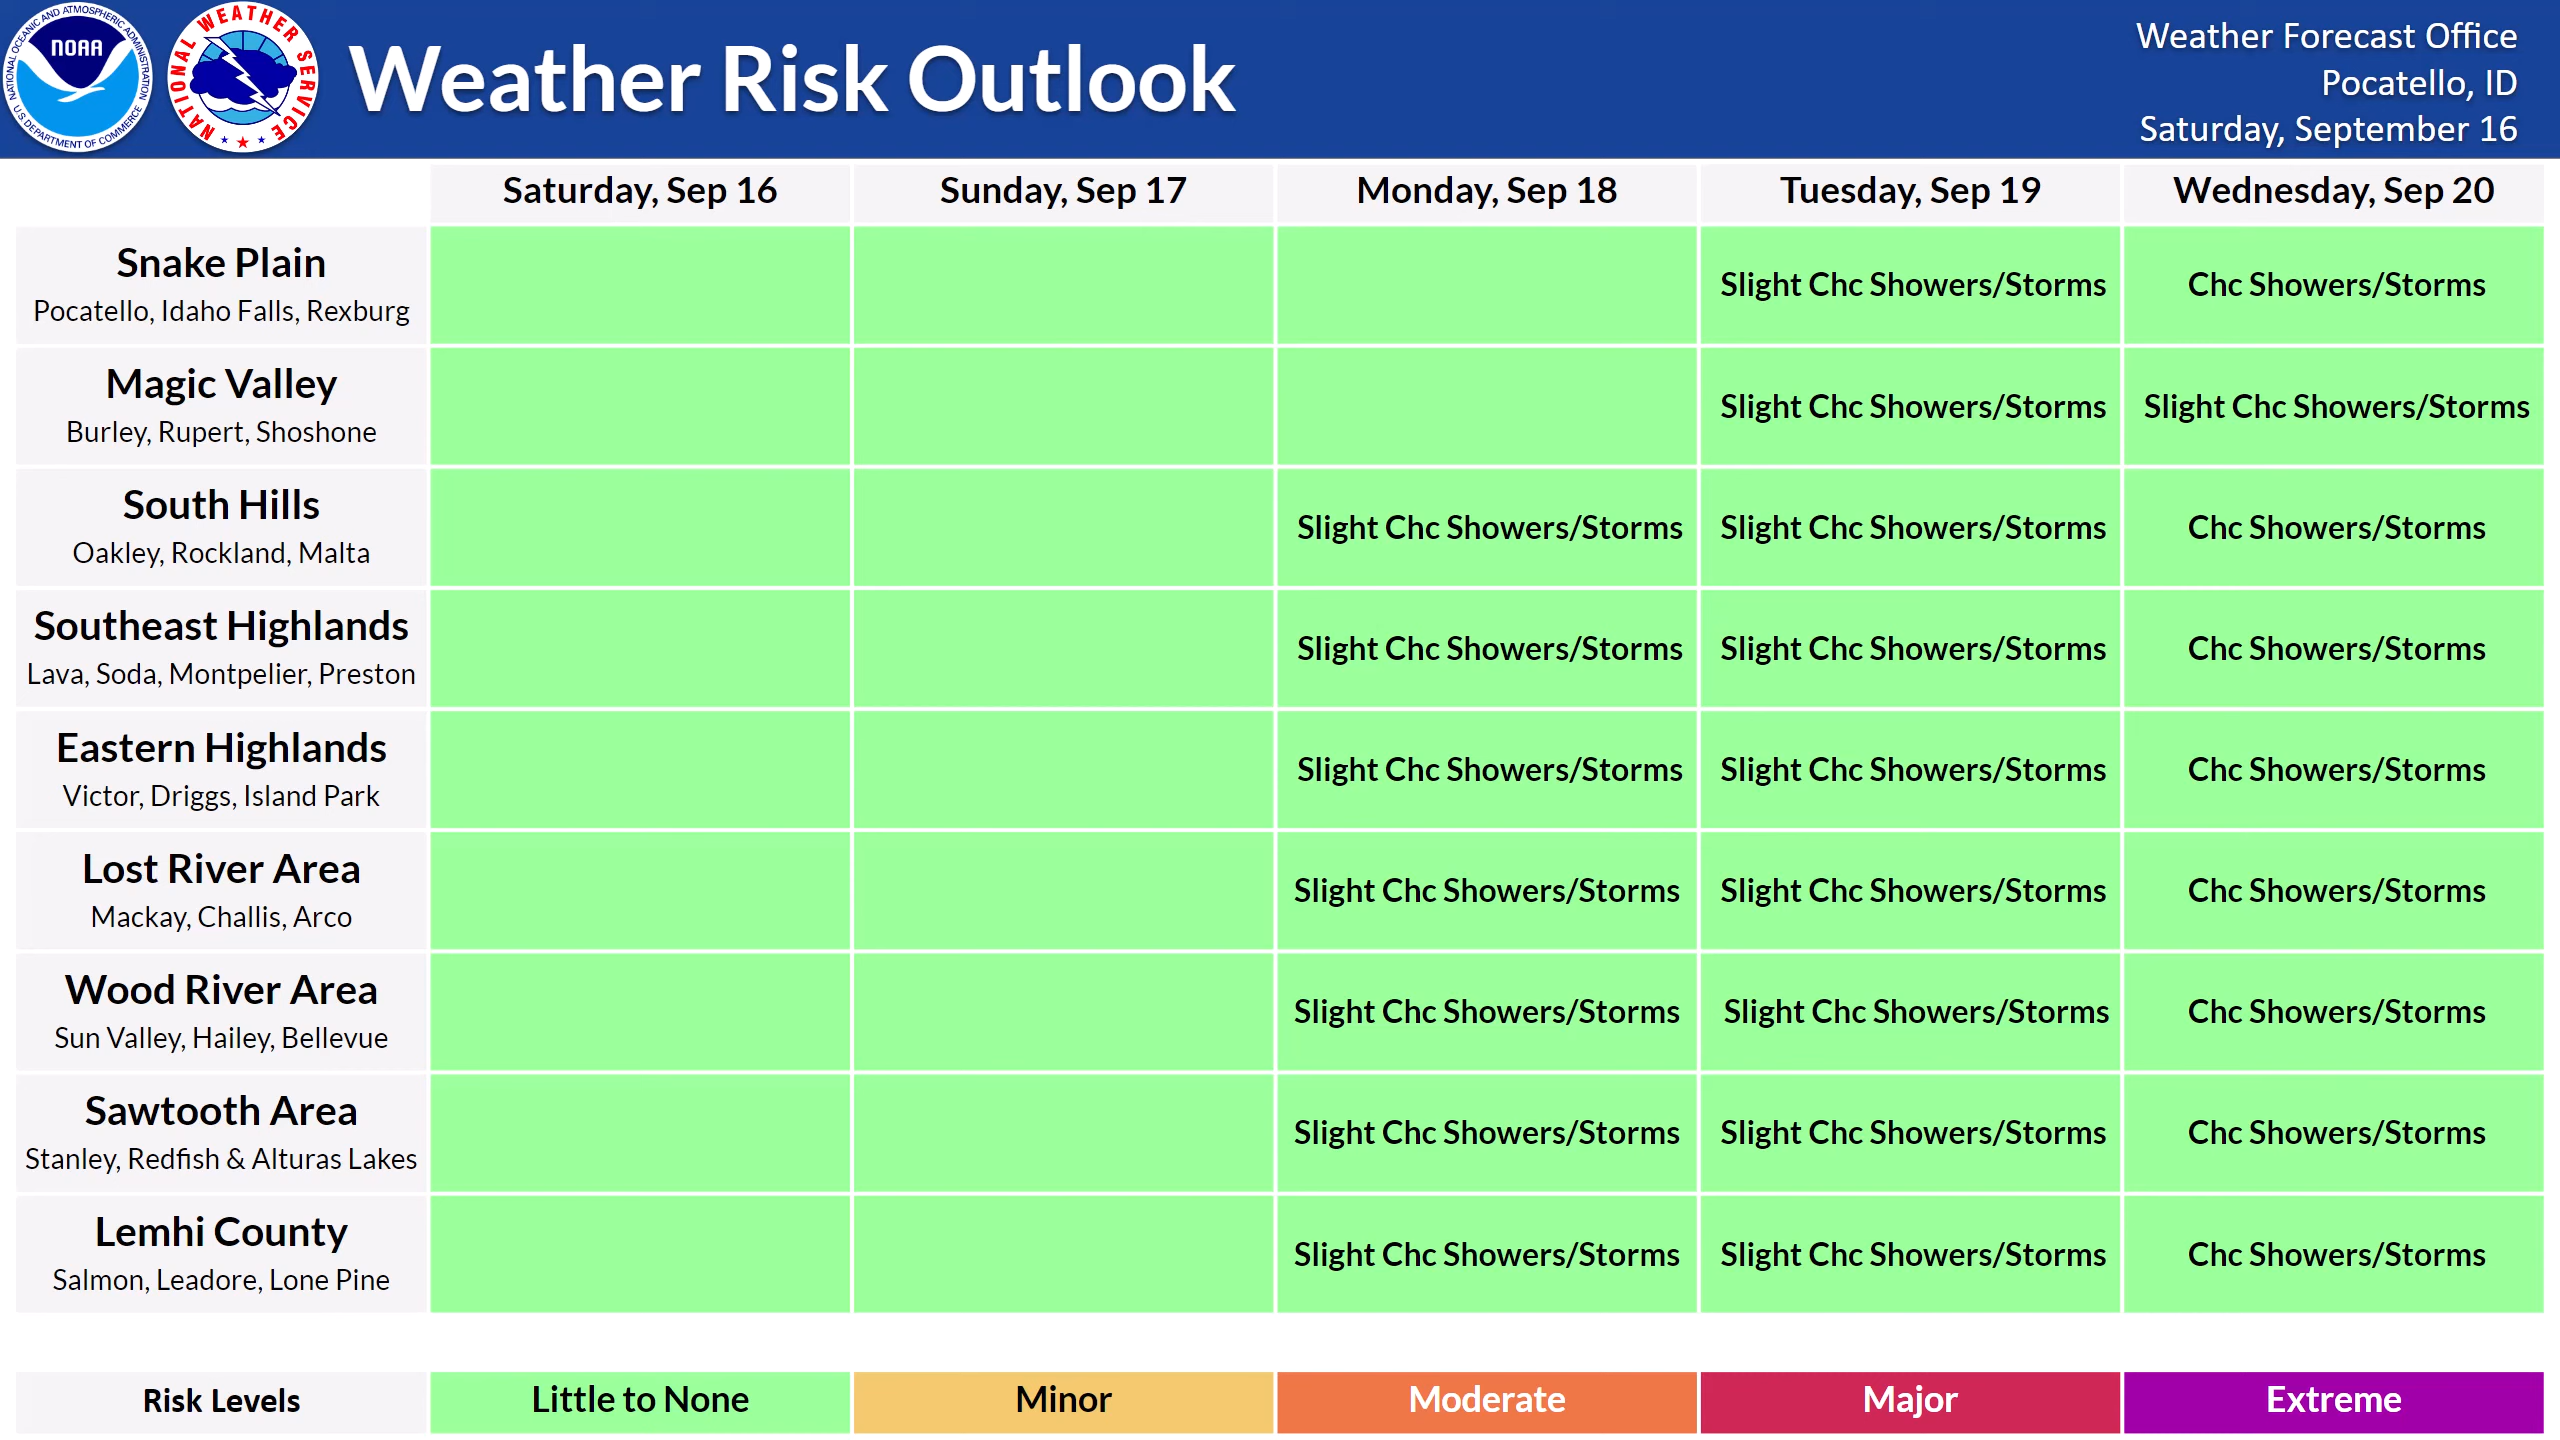 NATIONAL OCEANIC AND ATMOSPHERIC ADMINISTRATION
NOAA
U.S. DEPARTMENT OF COMMERCE
NATIONAL WEATHER SERVICE
Weather Risk Outlook
Weather Forecast Office
Pocatello, ID
Saturday, September 16
Saturday, Sep 16 Sunday, Sep 17 Monday, Sep 18 Tuesday, Sep 19 Wednesday, Sep 20
Snake Plain
Pocatello, Idaho Falls, Rexburg
Slight Chc Showers/Storms Chc Showers/Storms
Magic Valley
Burley, Rupert, Shoshone
Slight Chc Showers/Storms Slight Chc Showers/Storms
South Hills
Oakley, Rockland, Malta
Slight Chc Showers/Storms Slight Chc Showers/Storms Chc Showers/Storms
Southeast Highlands
Lava, Soda, Montpelier, Preston
Slight Chc Showers/Storms Slight Chc Showers/Storms Chc Showers/Storms
Eastern Highlands
Victor, Driggs, Island Park
Slight Chc Showers/Storms Slight Chc Showers/Storms Chc Showers/Storms
Lost River Area
Mackay, Challis, Arco
Slight Chc Showers/Storms Slight Chc Showers/Storms Chc Showers/Storms
Wood River Area
Sun Valley, Hailey, Bellevue
Slight Chc Showers/Storms Slight Chc Showers/Storms Chc Showers/Storms
Sawtooth Area
Stanley, Redfish & Alturas Lakes
Slight Chc Showers/Storms Slight Chc Showers/Storms Chc Showers/Storms
Lemhi County
Salmon, Leadore, Lone Pine
Slight Chc Showers/Storms Slight Chc Showers/Storms Chc Showers/Storms
Risk Levels Little to None Minor Moderate Major Extreme